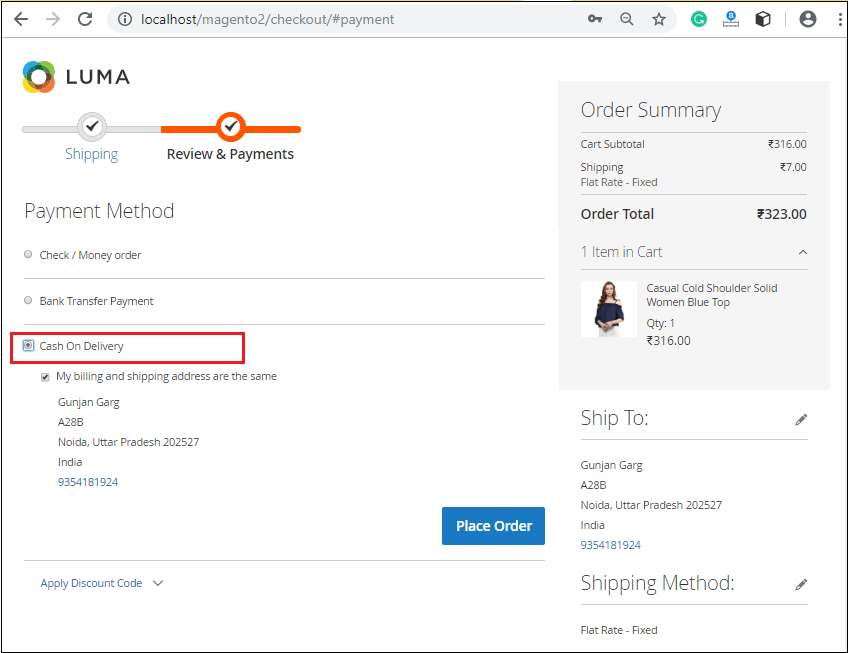 localhost/magento2/checkout/#payment
LUMA
Shipping
Review & Payments
Payment Method
Check / Money order
Bank Transfer Payment
Cash On Delivery
My billing and shipping address are the same
Gunjan Garg
A28B
Noida, Uttar Pradesh 202527
India
9354181924
Place Order
Apply Discount Code
Order Summary
Cart Subtotal ₹316.00
Shipping ₹7.00
Flat Rate - Fixed
Order Total ₹323.00
1 Item in Cart
Casual Cold Shoulder Solid
Women Blue Top
Qty: 1
₹316.00
Ship To:
Gunjan Garg
A28B
Noida, Uttar Pradesh 202527
India
9354181924
Shipping Method:
Flat Rate - Fixed